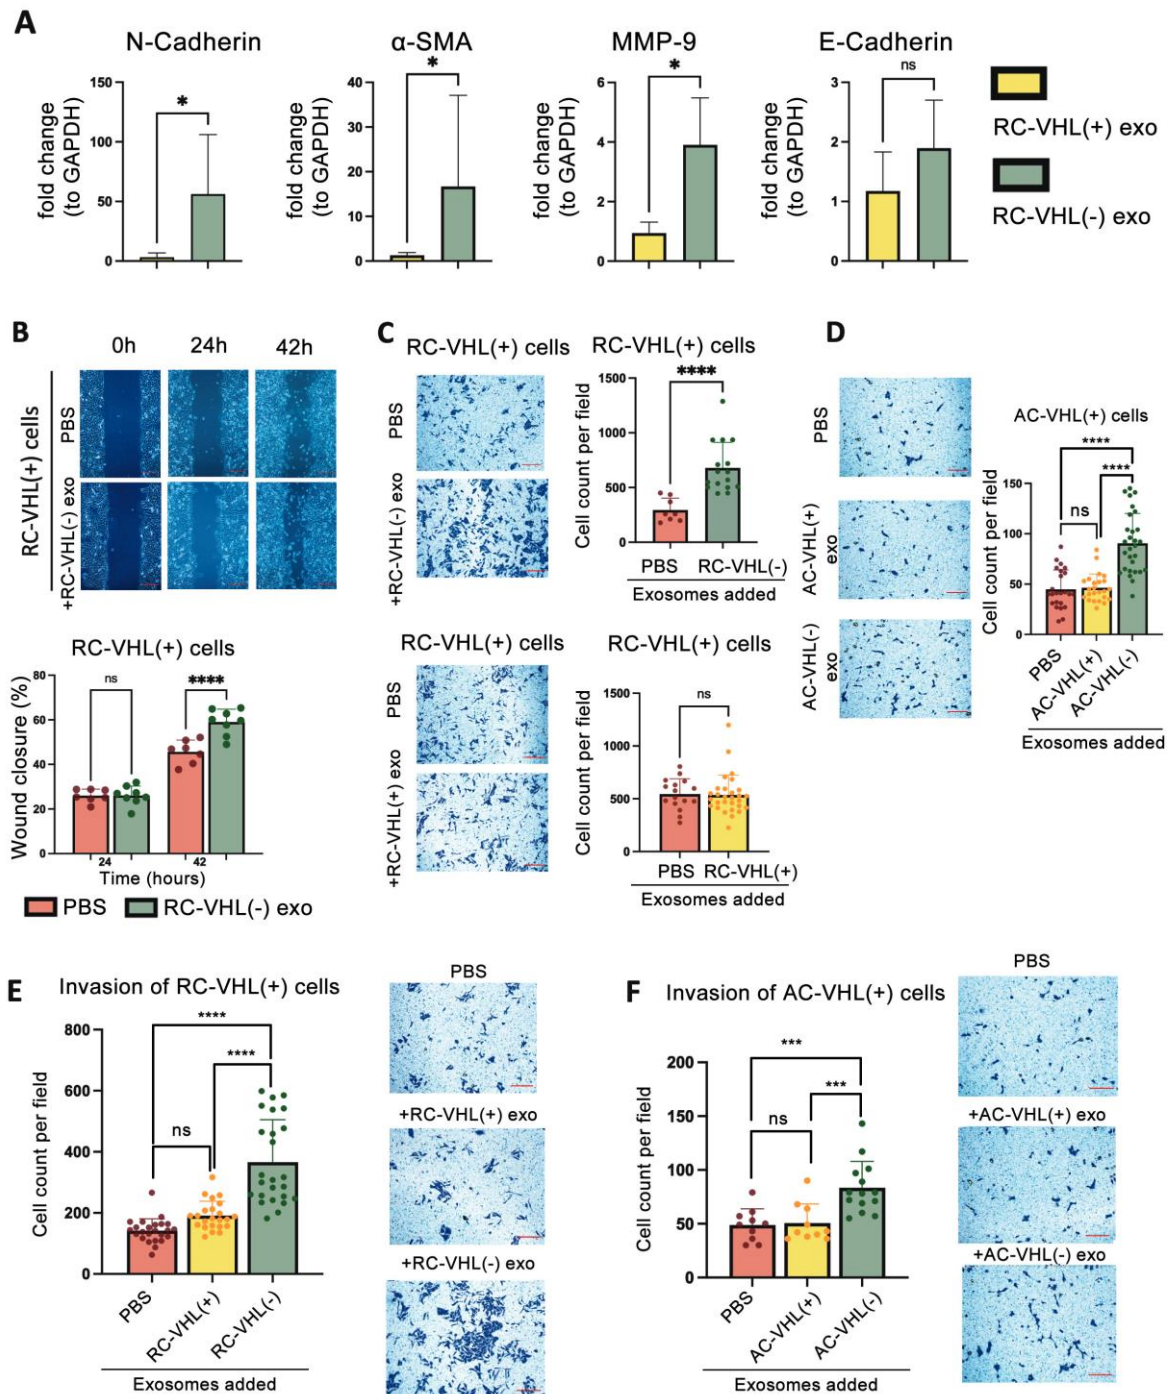 A
N-Cadherin
α-SMA
MMP-9
E-Cadherin
fold change
(to GAPDH)
150
100
50
0
*
fold change
(to GAPDH)
40
30
20
10
0
*
fold change
(to GAPDH)
6
4
2
0
*
fold change
(to GAPDH)
3
2
1
0
ns
RC-VHL(+) exo
RC-VHL(-) exo
B
0h 24h 42h
RC-VHL(+) cells
PBS
+RC-VHL(-) exo
RC-VHL(+) cells
Wound closure (%)
80
60
40
20
0
ns
****
24 42
Time (hours)
PBS RC-VHL(-) exo
C
RC-VHL(+) cells
PBS
+RC-VHL(-) exo
RC-VHL(+) cells
Cell count per field
1500
1000
500
0
****
PBS RC-VHL(-)
Exosomes added
RC-VHL(+) cells
PBS
+RC-VHL(+) exo
RC-VHL(+) cells
Cell count per field
1500
1000
500
0
ns
PBS RC-VHL(+)
Exosomes added
D
PBS
AC-VHL(+)
exo
AC-VHL(-)
exo
AC-VHL(+) cells
Cell count per field
150
100
50
0
****
****
ns
PBS
AC-VHL(+)
AC-VHL(-)
Exosomes added
E
Invasion of RC-VHL(+) cells
Cell count per field
800
600
400
200
0
****
****
ns
PBS
RC-VHL(+)
RC-VHL(-)
Exosomes added
PBS
+RC-VHL(+) exo
+RC-VHL(-) exo
F
Invasion of AC-VHL(+) cells
Cell count per field
200
150
100
50
0
***
***
ns
PBS
AC-VHL(+)
AC-VHL(-)
Exosomes added
PBS
+AC-VHL(+) exo
+AC-VHL(-) exo